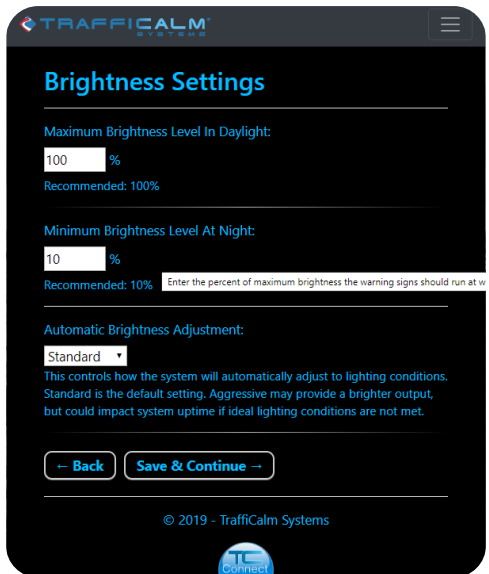 TRAFFICALM
SYSTEMS
Brightness Settings
Maximum Brightness Level In Daylight:
100 %
Recommended: 100%
Minimum Brightness Level At Night:
10 %
Recommended: 10%
Enter the percent of maximum brightness the warning signs should run at w
Automatic Brightness Adjustment:
Standard
This controls how the system will automatically adjust to lighting conditions.
Standard is the default setting. Aggressive may provide a brighter output,
but could impact system uptime if ideal lighting conditions are not met.
← Back Save & Continue →
© 2019 - TraffiCalm Systems
TC
Connect